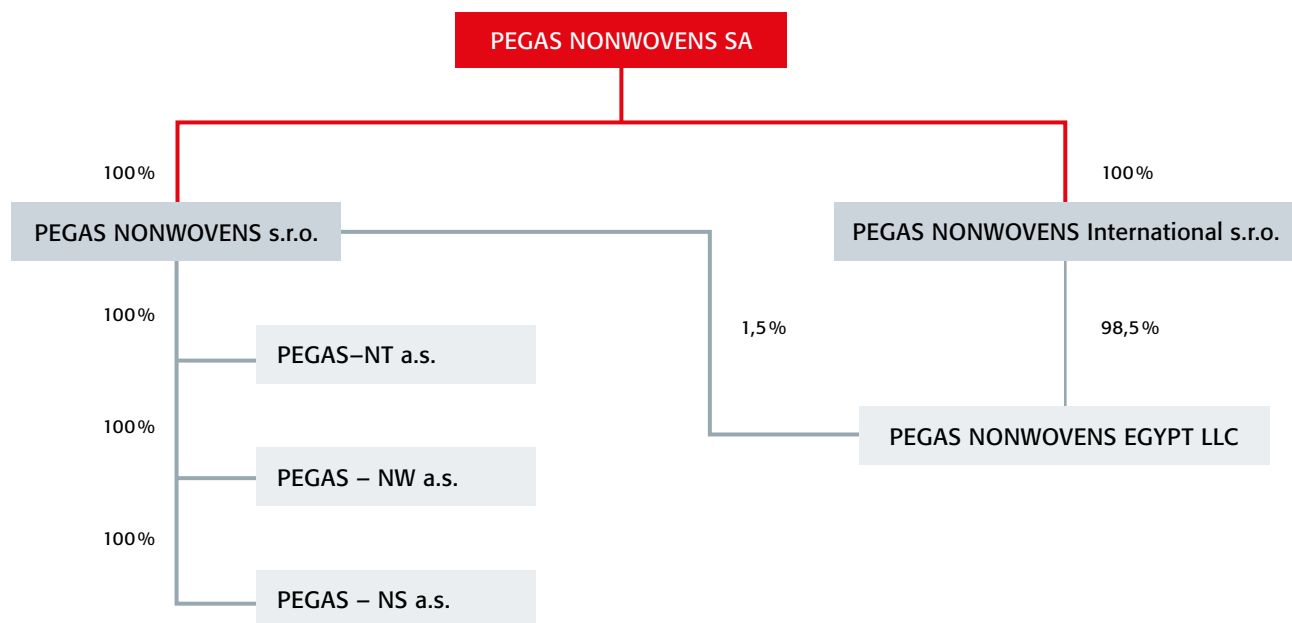 PEGAS NONWOVENS SA
100%
100%
PEGAS NONWOVENS s.r.o.
PEGAS NONWOVENS International s.r.o.
100%
1,5%
98,5%
PEGAS–NT a.s.
100%
PEGAS NONWOVENS EGYPT LLC
PEGAS – NW a.s.
100%
PEGAS – NS a.s.